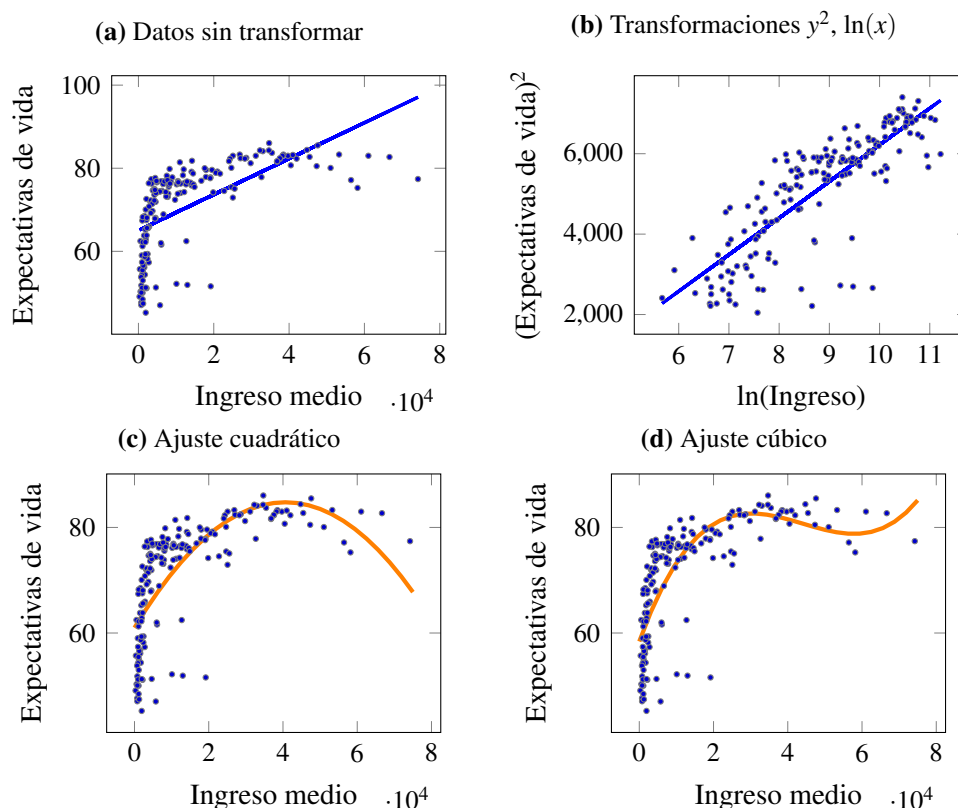 (a) Datos sin transformar
100
80
60
Expectativas de vida
0 2 4 6 8
Ingreso medio ·10⁴
(b) Transformaciones y², ln(x)
6,000
4,000
2,000
(Expectativas de vida)²
6 7 8 9 10 11
ln(Ingreso)
(c) Ajuste cuadrático
80
60
Expectativas de vida
0 2 4 6 8
Ingreso medio ·10⁴
(d) Ajuste cúbico
80
60
Expectativas de vida
0 2 4 6 8
Ingreso medio ·10⁴